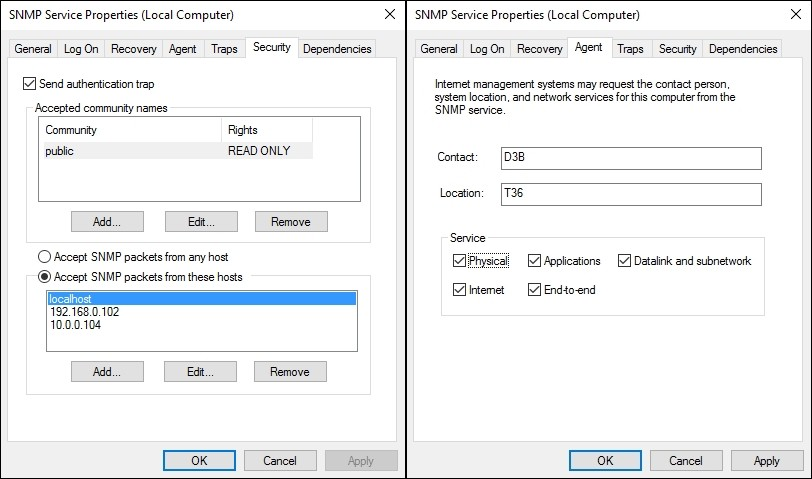 SNMP Service Properties (Local Computer)
General Log On Recovery Agent Traps Security Dependencies
Send authentication trap
Accepted community names
Community Rights
public READ ONLY
Add... Edit... Remove
Accept SNMP packets from any host
Accept SNMP packets from these hosts
localhost
192.168.0.102
10.0.0.104
Add... Edit... Remove
OK Cancel Apply
SNMP Service Properties (Local Computer)
General Log On Recovery Agent Traps Security Dependencies
Internet management systems may request the contact person,
system location, and network services for this computer from the
SNMP service.
Contact: D3B
Location: T36
Service
Physical Applications Datalink and subnetwork
Internet End-to-end
OK Cancel Apply